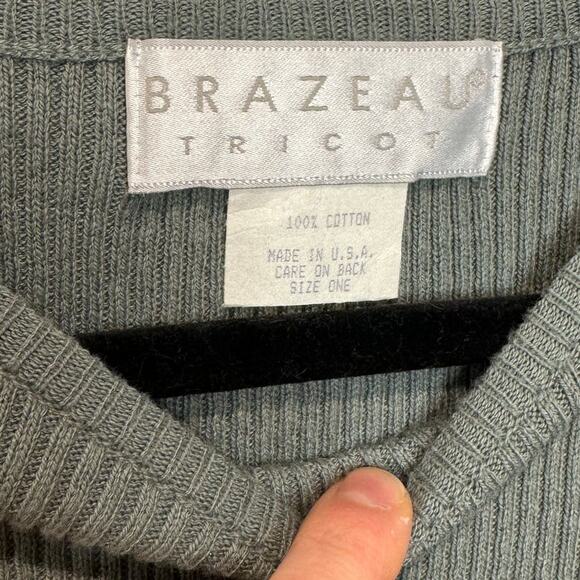 BRAZEAU®
TRICOT
100% COTTON
MADE IN U.S.A.
CARE ON BACK
SIZE ONE